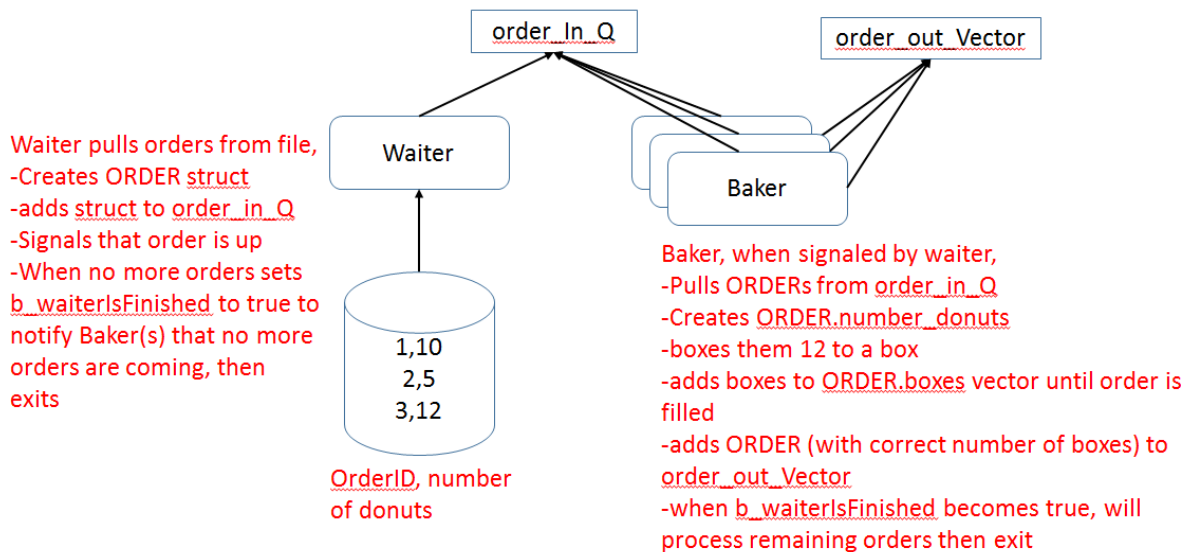 order_In_Q
order_out_Vector
Waiter pulls orders from file,
-Creates ORDER struct
-adds struct to order_in_Q
-Signals that order is up
-When no more orders sets
b_waiterIsFinished to true to
notify Baker(s) that no more
orders are coming, then
exits
Waiter
1,10
2,5
3,12
OrderID, number
of donuts
Baker
Baker, when signaled by waiter,
-Pulls ORDERs from order_in_Q
-Creates ORDER.number_donuts
-boxes them 12 to a box
-adds boxes to ORDER.boxes vector until order is
filled
-adds ORDER (with correct number of boxes) to
order_out_Vector
-when b_waiterIsFinished becomes true, will
process remaining orders then exit